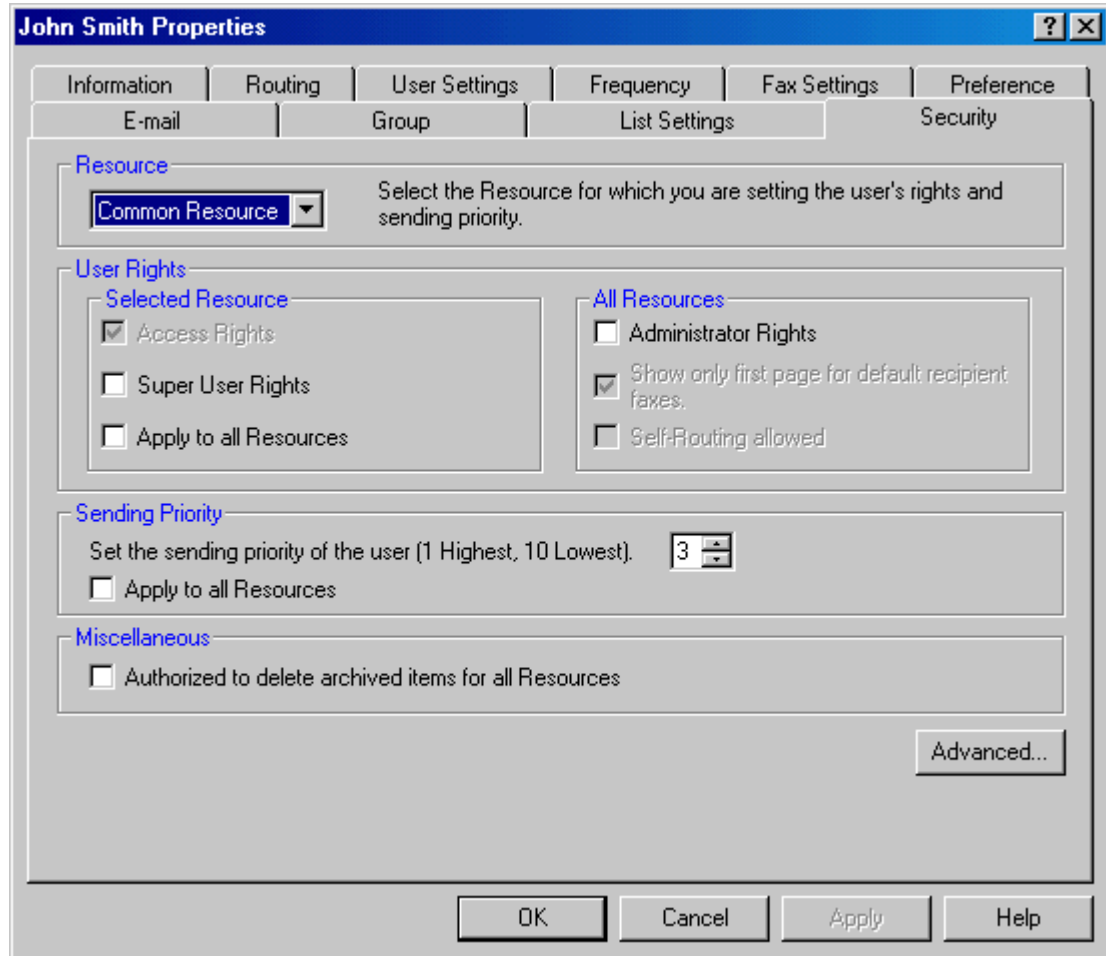 John Smith Properties
Information Routing User Settings Frequency Fax Settings Preference
E-mail Group List Settings Security
Resource
Common Resource
Select the Resource for which you are setting the user's rights and
sending priority.
User Rights
Selected Resource
Access Rights
Super User Rights
Apply to all Resources
All Resources
Administrator Rights
Show only first page for default recipient
faxes.
Self-Routing allowed
Sending Priority
Set the sending priority of the user (1 Highest, 10 Lowest). 3
Apply to all Resources
Miscellaneous
Authorized to delete archived items for all Resources
Advanced...
OK Cancel Apply Help